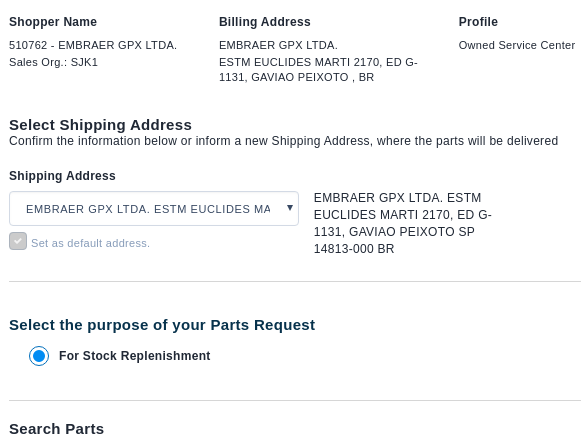 Shopper Name
Billing Address
Profile
510762 - EMBRAER GPX LTDA.
Sales Org.: SJK1
EMBRAER GPX LTDA.
ESTM EUCLIDES MARTI 2170, ED G-
1131, GAVIAO PEIXOTO , BR
Owned Service Center
Select Shipping Address
Confirm the information below or inform a new Shipping Address, where the parts will be delivered
Shipping Address
EMBRAER GPX LTDA. ESTM EUCLIDES MA
Set as default address.
EMBRAER GPX LTDA. ESTM
EUCLIDES MARTI 2170, ED G-
1131, GAVIAO PEIXOTO SP
14813-000 BR
Select the purpose of your Parts Request
For Stock Replenishment
Search Parts